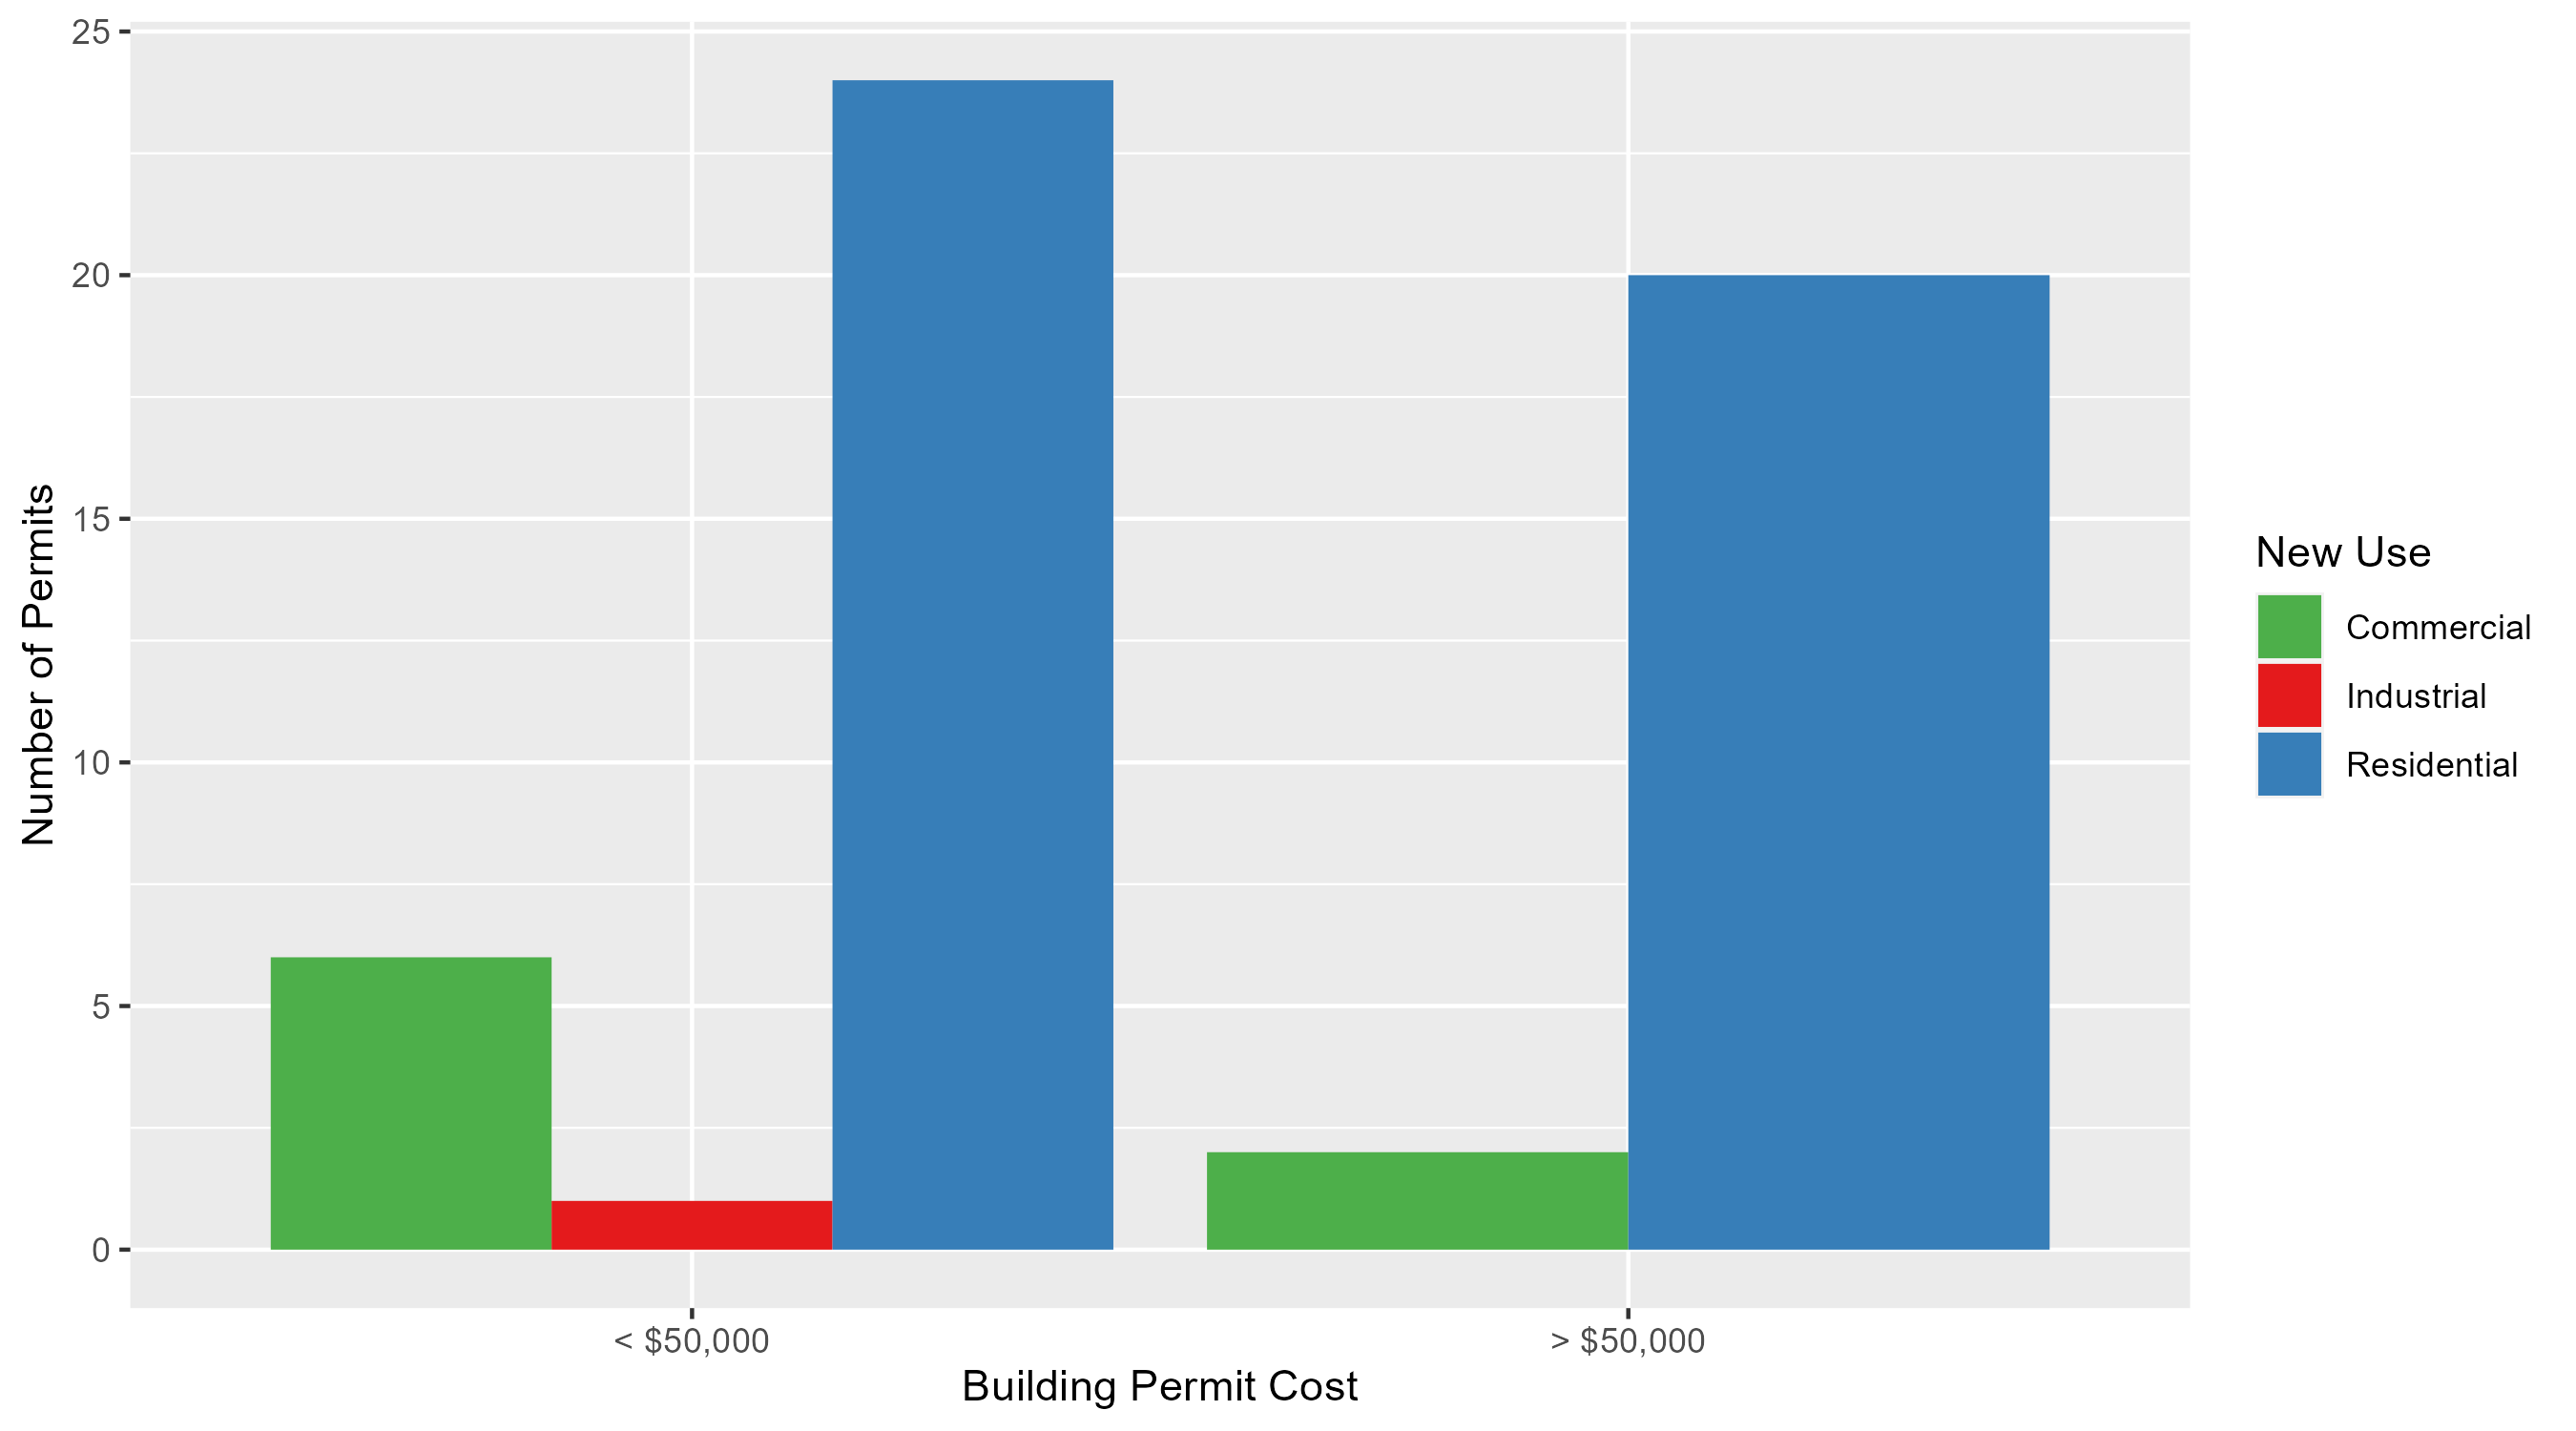 25
20
15
10
5
0
Number of Permits
< $50,000
> $50,000
Building Permit Cost
New Use
Commercial
Industrial
Residential